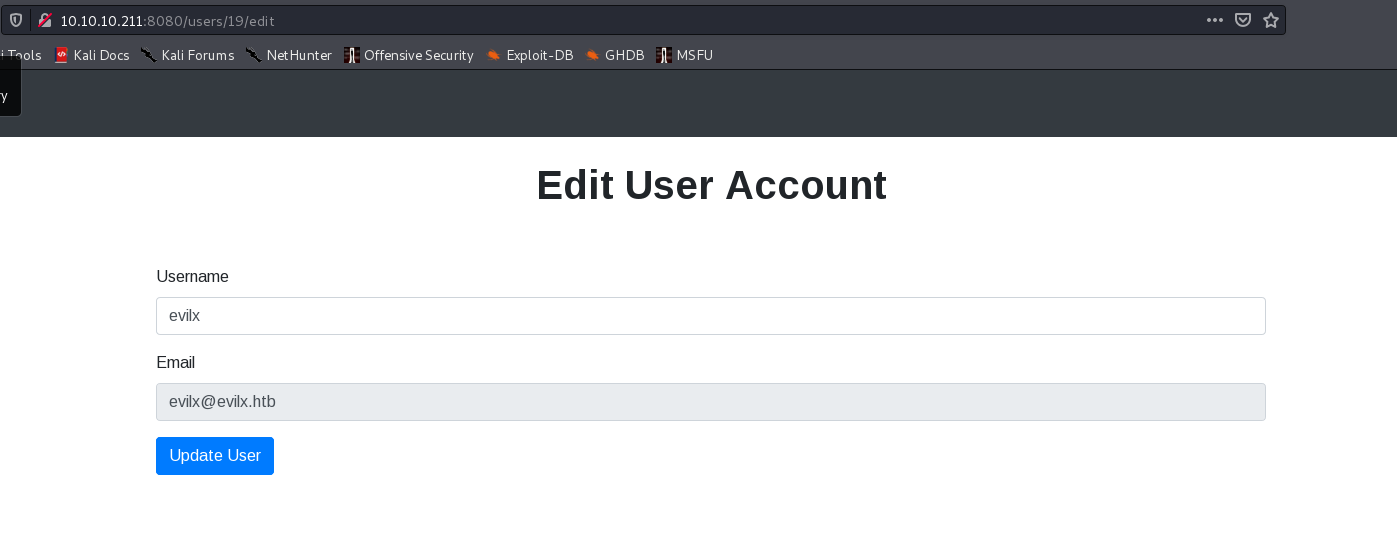 10.10.10.211:8080/users/19/edit
i Tools Kali Docs Kali Forums NetHunter Offensive Security Exploit-DB GHDB MSFU
ry
Edit User Account
Username
evilx
Email
evilx@evilx.htb
Update User